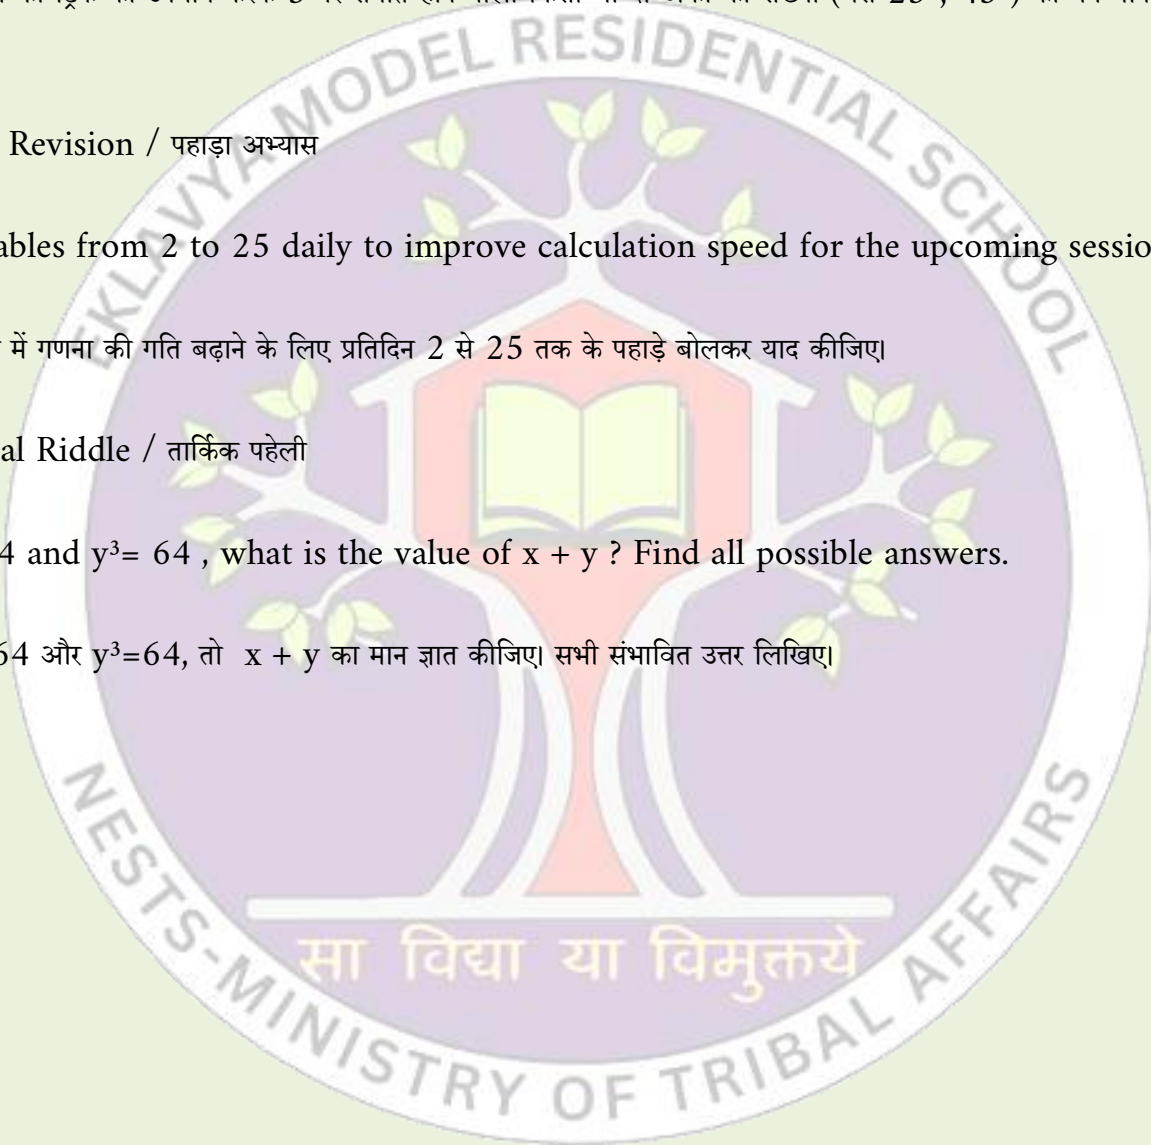 Revision / पहाड़ा अभ्यास
ables from 2 to 25 daily to improve calculation speed for the upcoming sessio
में गणना की गति बढ़ाने के लिए प्रतिदिन 2 से 25 तक के पहाड़े बोलकर याद कीजिए।
al Riddle / तार्किक पहेली
4 and y³= 64 , what is the value of x + y ? Find all possible answers.
64 और y³=64, तो x + y का मान ज्ञात कीजिए। सभी संभावित उत्तर लिखिए।
EKLAVYA MODEL RESIDENTIAL SCHOOL
सा विद्या या विमुक्तये
NESTS-MINISTRY OF TRIBAL AFFAIRS